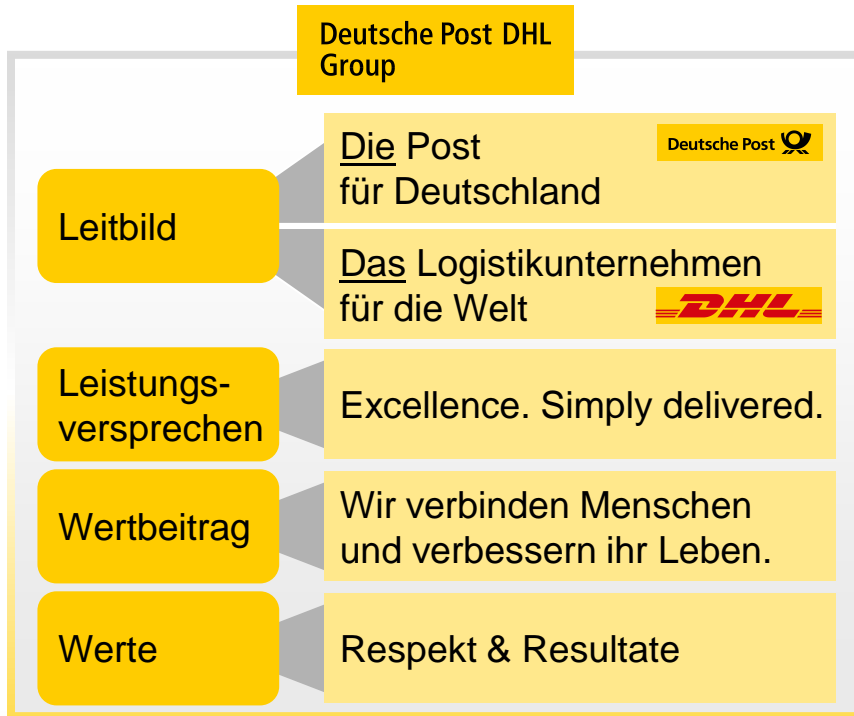 Deutsche Post DHL
Group
Leitbild
Die Post
für Deutschland
Deutsche Post
Das Logistikunternehmen
für die Welt
DHL
Leistungs-
versprechen
Excellence. Simply delivered.
Wertbeitrag
Wir verbinden Menschen
und verbessern ihr Leben.
Werte
Respekt & Resultate